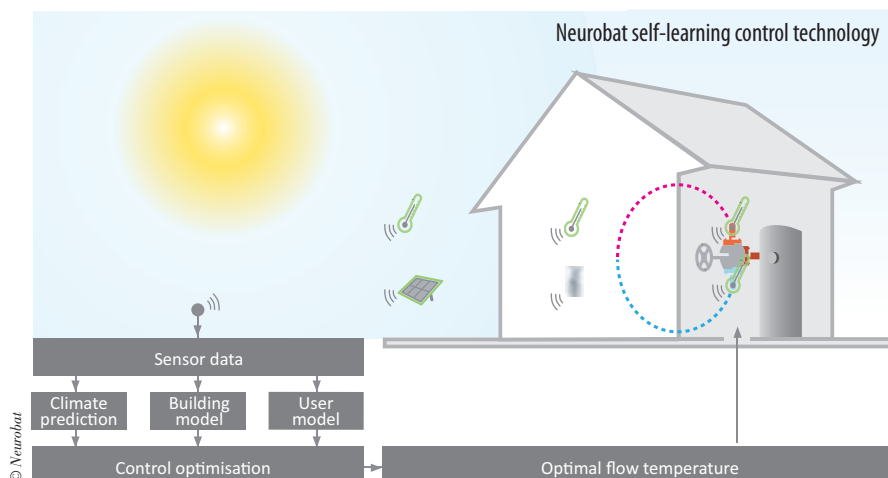 Neurobat self-learning control technology
Sensor data
Climate
prediction
Building
model
User
model
Control optimisation
Optimal flow temperature
© Neurobat